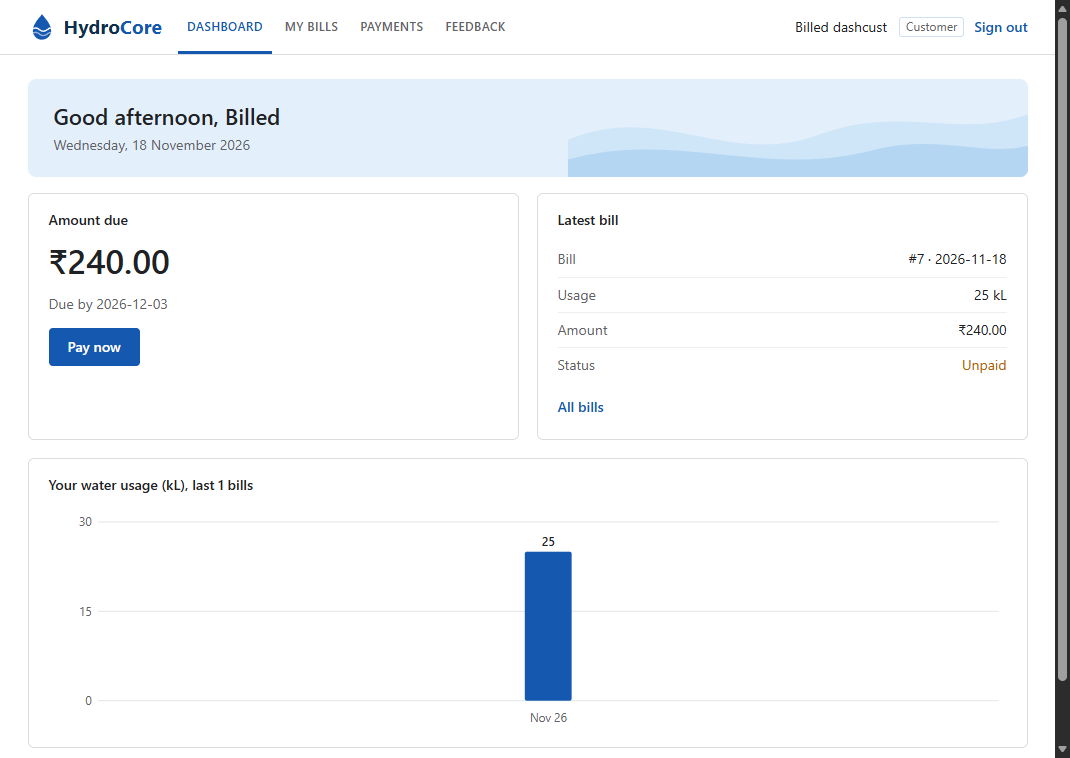 HydroCore DASHBOARD MY BILLS PAYMENTS FEEDBACK Billed dashcust Customer Sign out
Good afternoon, Billed
Wednesday, 18 November 2026
Amount due
₹240.00
Due by 2026-12-03
Pay now
Latest bill
Bill #7 · 2026-11-18
Usage 25 kL
Amount ₹240.00
Status Unpaid
All bills
Your water usage (kL), last 1 bills
30
25
15
0
Nov 26